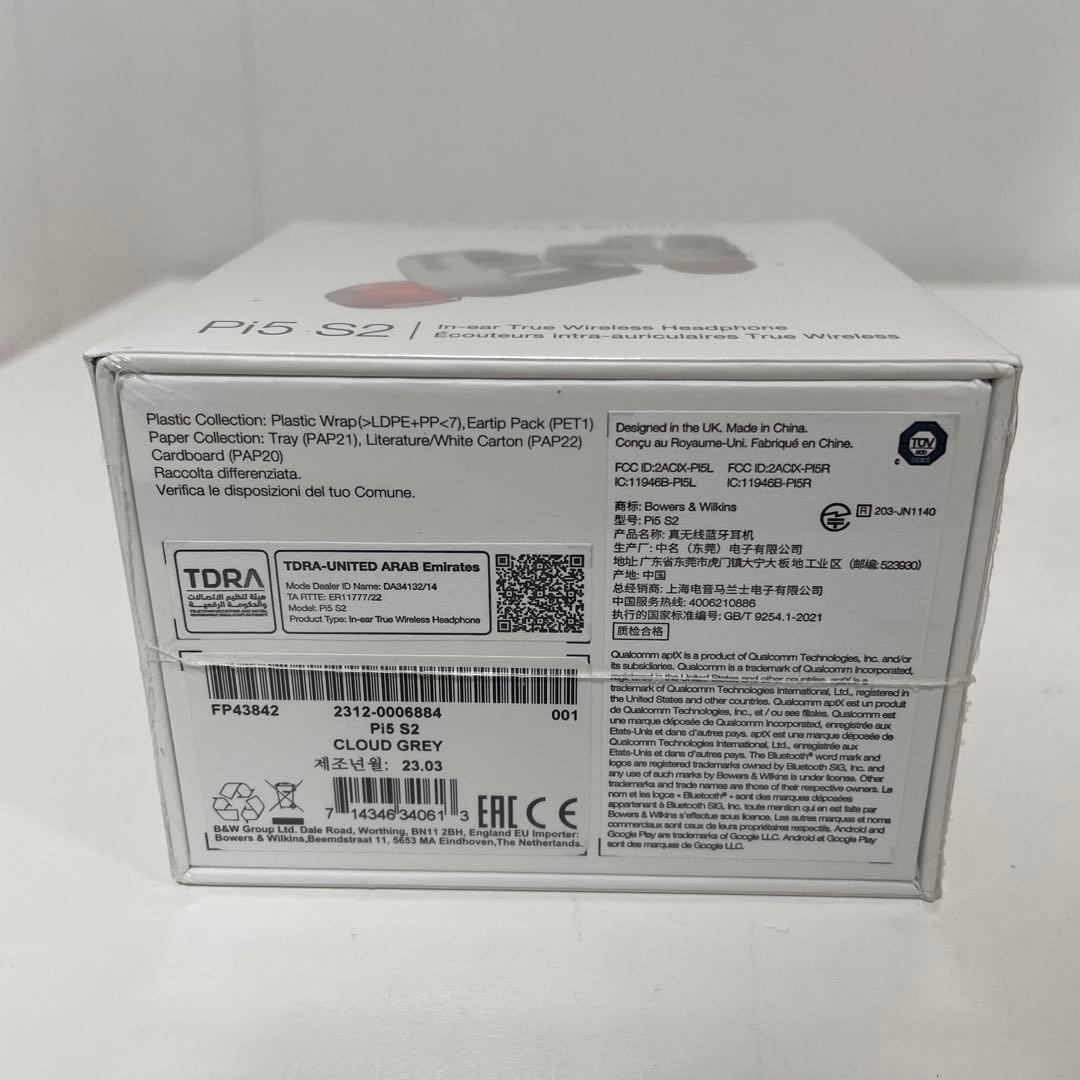 Pi5 S2
In-ear True Wireless Headphone
Écouteurs intra-auriculaires True Wireless
Plastic Collection: Plastic Wrap(>LDPE+PP<7),Eartip Pack (PET1)
Paper Collection: Tray (PAP21), Literature/White Carton (PAP22)
Cardboard (PAP20)
Raccolta differenziata.
Verifica le disposizioni del tuo Comune.
TDRA
هيئة تنظيم الاتصالات
والحكومة الرقمية
TDRA-UNITED ARAB Emirates
Mode Dealer ID Name: DA34132/14
TA RTTE: ER11777/22
Model: Pi5 S2
Product Type: In-ear True Wireless Headphone
FP43842 2312-0006884 001
Pi5 S2
CLOUD GREY
제조년월: 23.03
7 14346 34061 3
EAC CE
B&W Group Ltd. Dale Road, Worthing, BN11 2BH, England EU Importer:
Bowers & Wilkins,Beemdstraat 11, 5653 MA Eindhoven,The Netherlands.
Designed in the UK. Made in China.
Conçu au Royaume-Uni. Fabriqué en Chine.
TÜV
SÜD
FCC ID:2ACIX-PI5L FCC ID:2ACIX-PI5R
IC:11946B-PI5L IC:11946B-PI5R
R 203-JN1140
商标: Bowers & Wilkins
型号: Pi5 S2
产品名称: 真无线蓝牙耳机
生产厂: 中名（东莞）电子有限公司
地址:广东省东莞市虎门镇大宁大板地工业区（邮编:523930）
产地: 中国
总经销商: 上海电音马兰士电子有限公司
中国服务热线: 4006210886
执行的国家标准编号: GB/T 9254.1-2021
质检合格
Qualcomm aptX is a product of Qualcomm Technologies, Inc. and/or
its subsidiaries. Qualcomm is a trademark of Qualcomm Incorporated,
registered in the United States and other countries. aptX is a
trademark of Qualcomm Technologies International, Ltd., registered in
the United States and other countries. Qualcomm aptX est un produit
de Qualcomm Technologies, Inc., et / ou ses filiales. Qualcomm est
une marque déposée de Qualcomm Incorporated, enregistrée aux
Etats-Unis et dans d'autres pays. aptX est une marque déposée de
Qualcomm Technologies International, Ltd., enregistrée aux
Etats-Unis et dans d'autres pays. The Bluetooth® word mark and
logos are registered trademarks owned by Bluetooth SIG, Inc. and
any use of such marks by Bowers & Wilkins is under license. Other
trademarks and trade names are those of their respective owners. Le
nom et les logos « Bluetooth® » sont des marques déposées
appartenant à Bluetooth SIG, Inc. toute mention qui en est faite par
Bowers & Wilkins s'effectue sous licence. Les autres marques et noms
commerciaux sont ceux de leurs propriétaires respectifs. Android and
Google Play are trademarks of Google LLC. Android et Google Play
sont des marques de Google LLC.